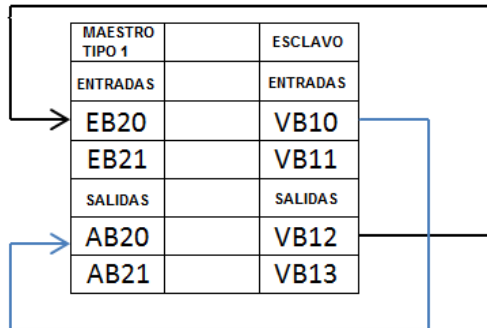 MAESTRO
TIPO 1
ESCLAVO
ENTRADAS
ENTRADAS
EB20
VB10
EB21
VB11
SALIDAS
SALIDAS
AB20
VB12
AB21
VB13